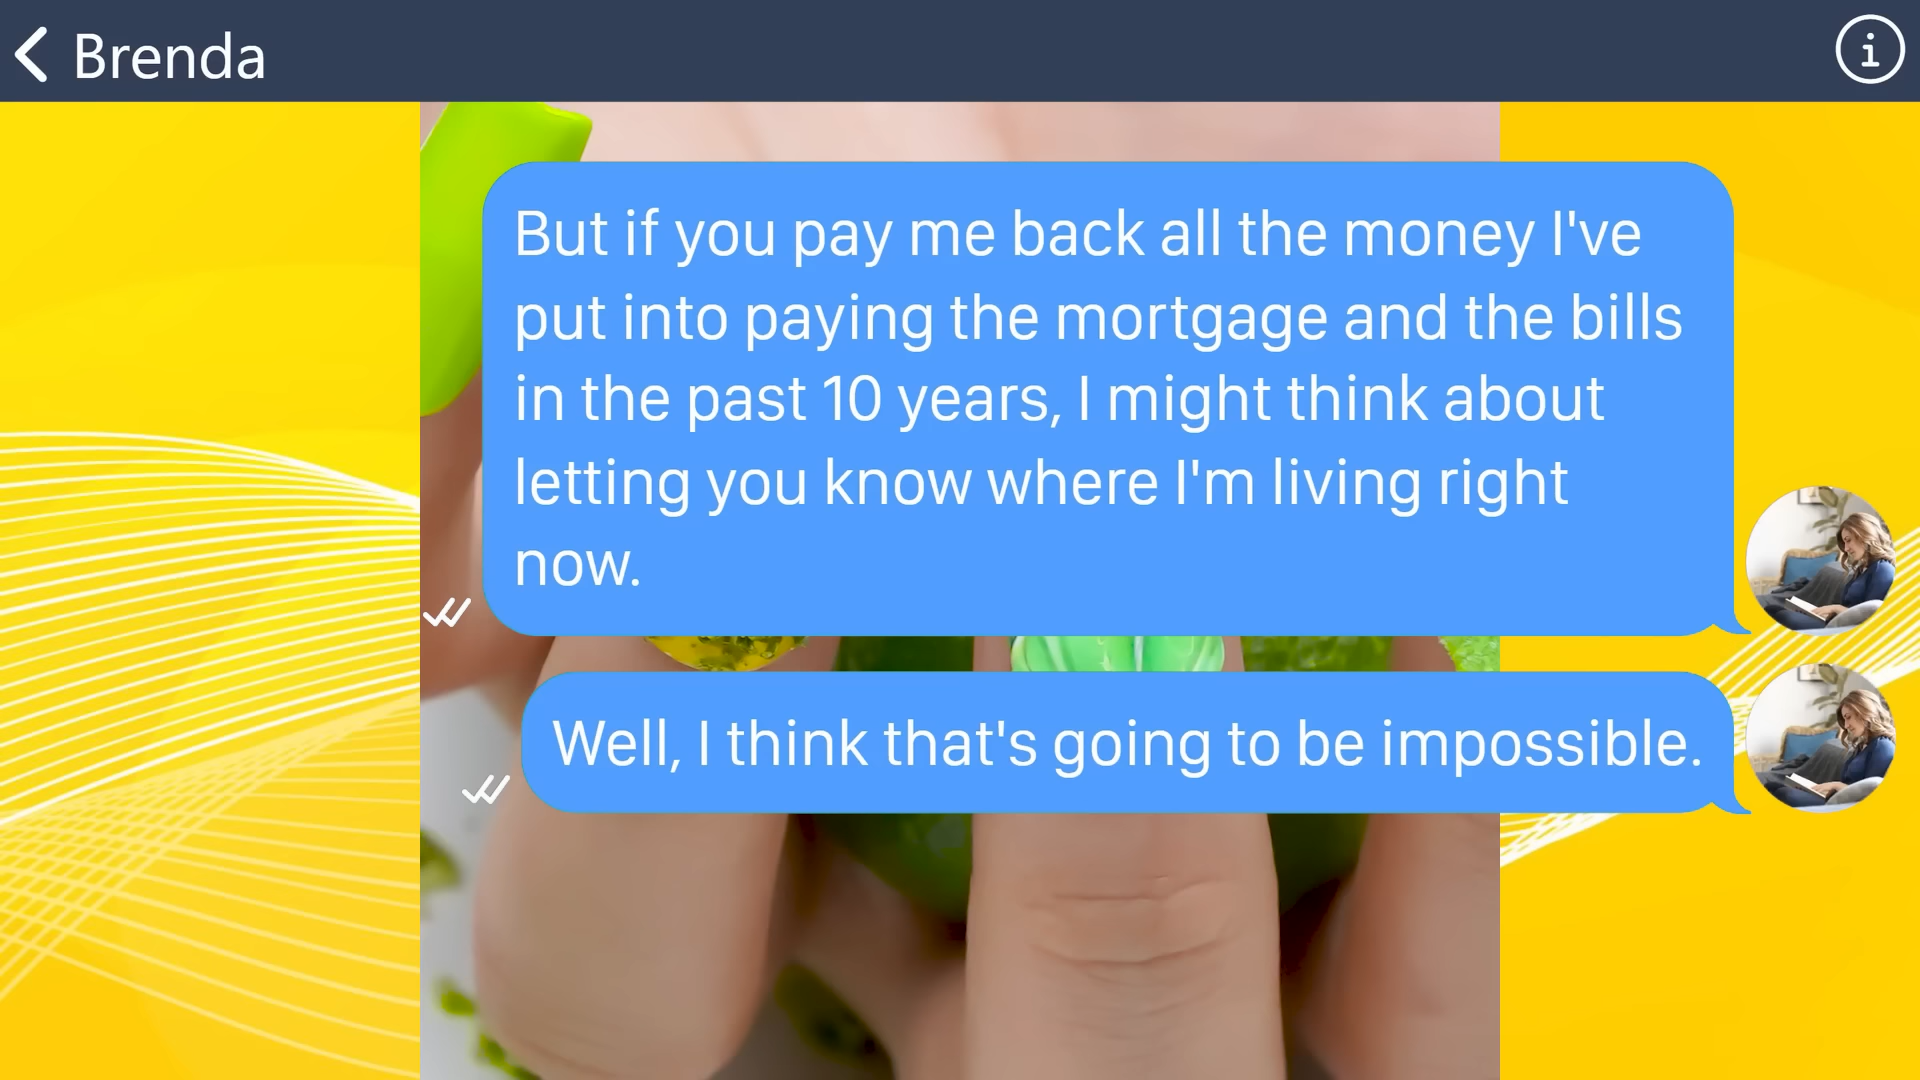 Brenda
But if you pay me back all the money I've
put into paying the mortgage and the bills
in the past 10 years, I might think about
letting you know where I'm living right
now.
Well, I think that's going to be impossible.